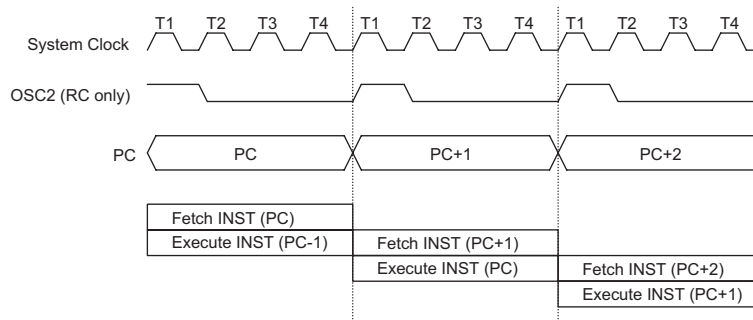 T1 T2 T3 T4 T1 T2 T3 T4 T1 T2 T3 T4
System Clock
OSC2 (RC only)
PC PC PC+1 PC+2
Fetch INST (PC)
Execute INST (PC-1) Fetch INST (PC+1)
Execute INST (PC) Fetch INST (PC+2)
Execute INST (PC+1)